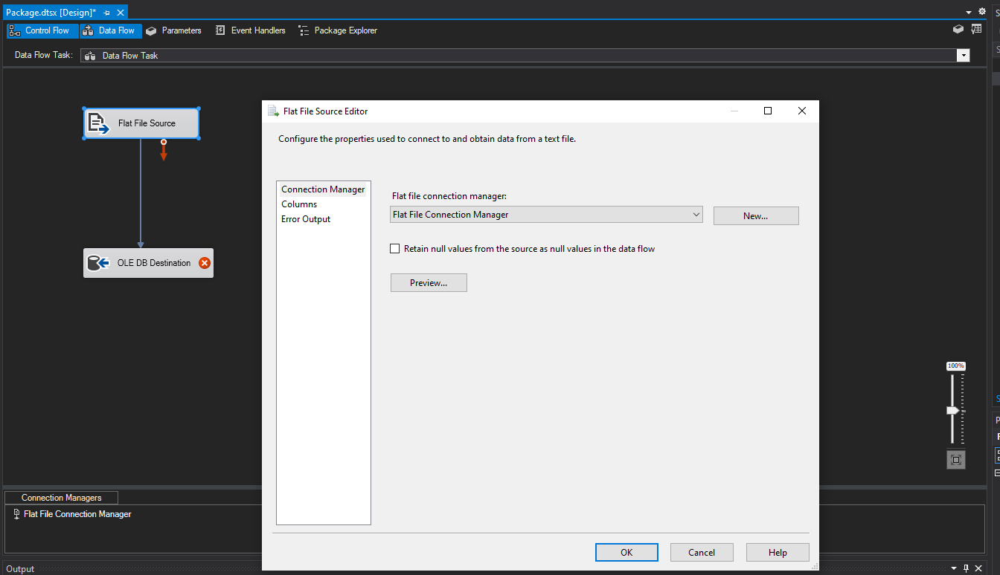 Package.dtsx [Design]*
Control Flow
Data Flow
Parameters
Event Handlers
Package Explorer
Data Flow Task:
Data Flow Task
Flat File Source
OLE DB Destination
Flat File Source Editor
Configure the properties used to connect to and obtain data from a text file.
Connection Manager
Columns
Error Output
Flat file connection manager:
Flat File Connection Manager
New...
Retain null values from the source as null values in the data flow
Preview...
OK
Cancel
Help
100%
Connection Managers
Flat File Connection Manager
Output